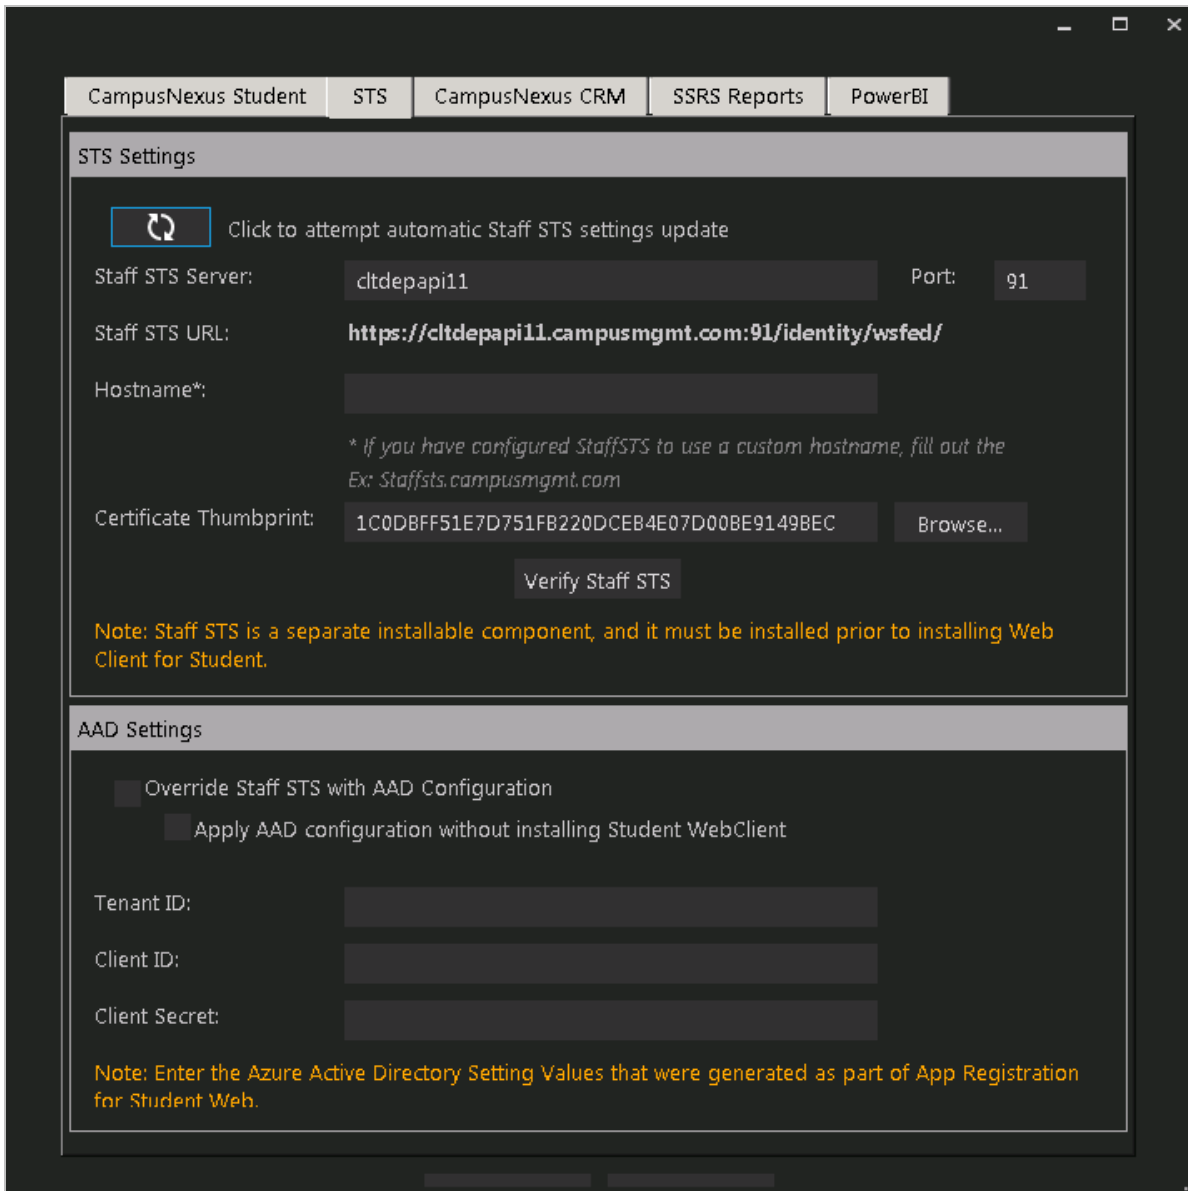 CampusNexus Student STS CampusNexus CRM SSRS Reports PowerBI
STS Settings
Click to attempt automatic Staff STS settings update
Staff STS Server: cltdepapi11 Port: 91
Staff STS URL: https://cltdepapi11.campusmgmt.com:91/identity/wsfed/
Hostname*:
* If you have configured StaffSTS to use a custom hostname, fill out the
Ex: Staffsts.campusmgmt.com
Certificate Thumbprint: 1C0DBFF51E7D751FB220DCEB4E07D00BE9149BEC Browse...
Verify Staff STS
Note: Staff STS is a separate installable component, and it must be installed prior to installing Web
Client for Student.
AAD Settings
Override Staff STS with AAD Configuration
Apply AAD configuration without installing Student WebClient
Tenant ID:
Client ID:
Client Secret:
Note: Enter the Azure Active Directory Setting Values that were generated as part of App Registration
for Student Web.